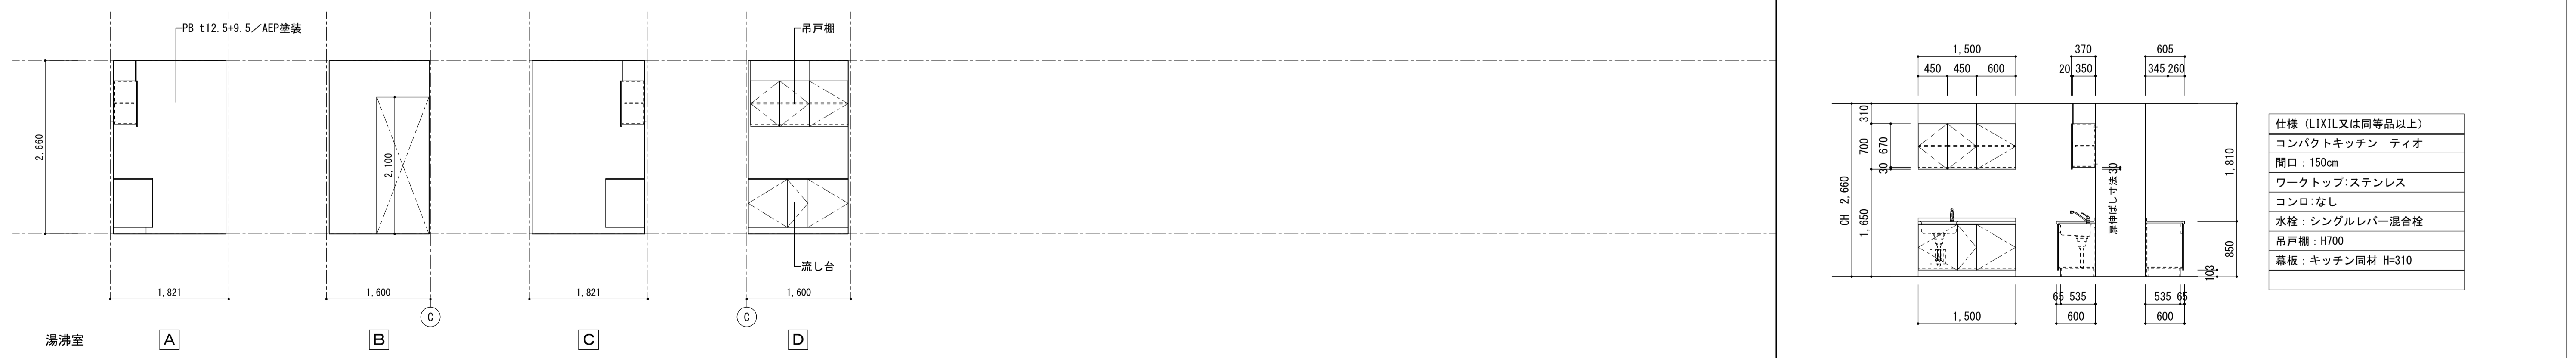 PB t12.5+9.5／AEP塗装
吊戸棚
2,660
2,100
流し台
1,821
1,600
1,821
1,600
C
C
湯沸室
A
B
C
D
1,500
370
605
450
450
600
20
350
345
260
310
700
670
30
CH 2,660
1,650
扉伸ばし寸法
30
1,810
850
103
65
535
535
65
1,500
600
600
仕様（LIXIL又は同等品以上）
コンパクトキッチン　ティオ
間口：150cm
ワークトップ:ステンレス
コンロ:なし
水栓：シングルレバー混合栓
吊戸棚：H700
幕板：キッチン同材 H=310